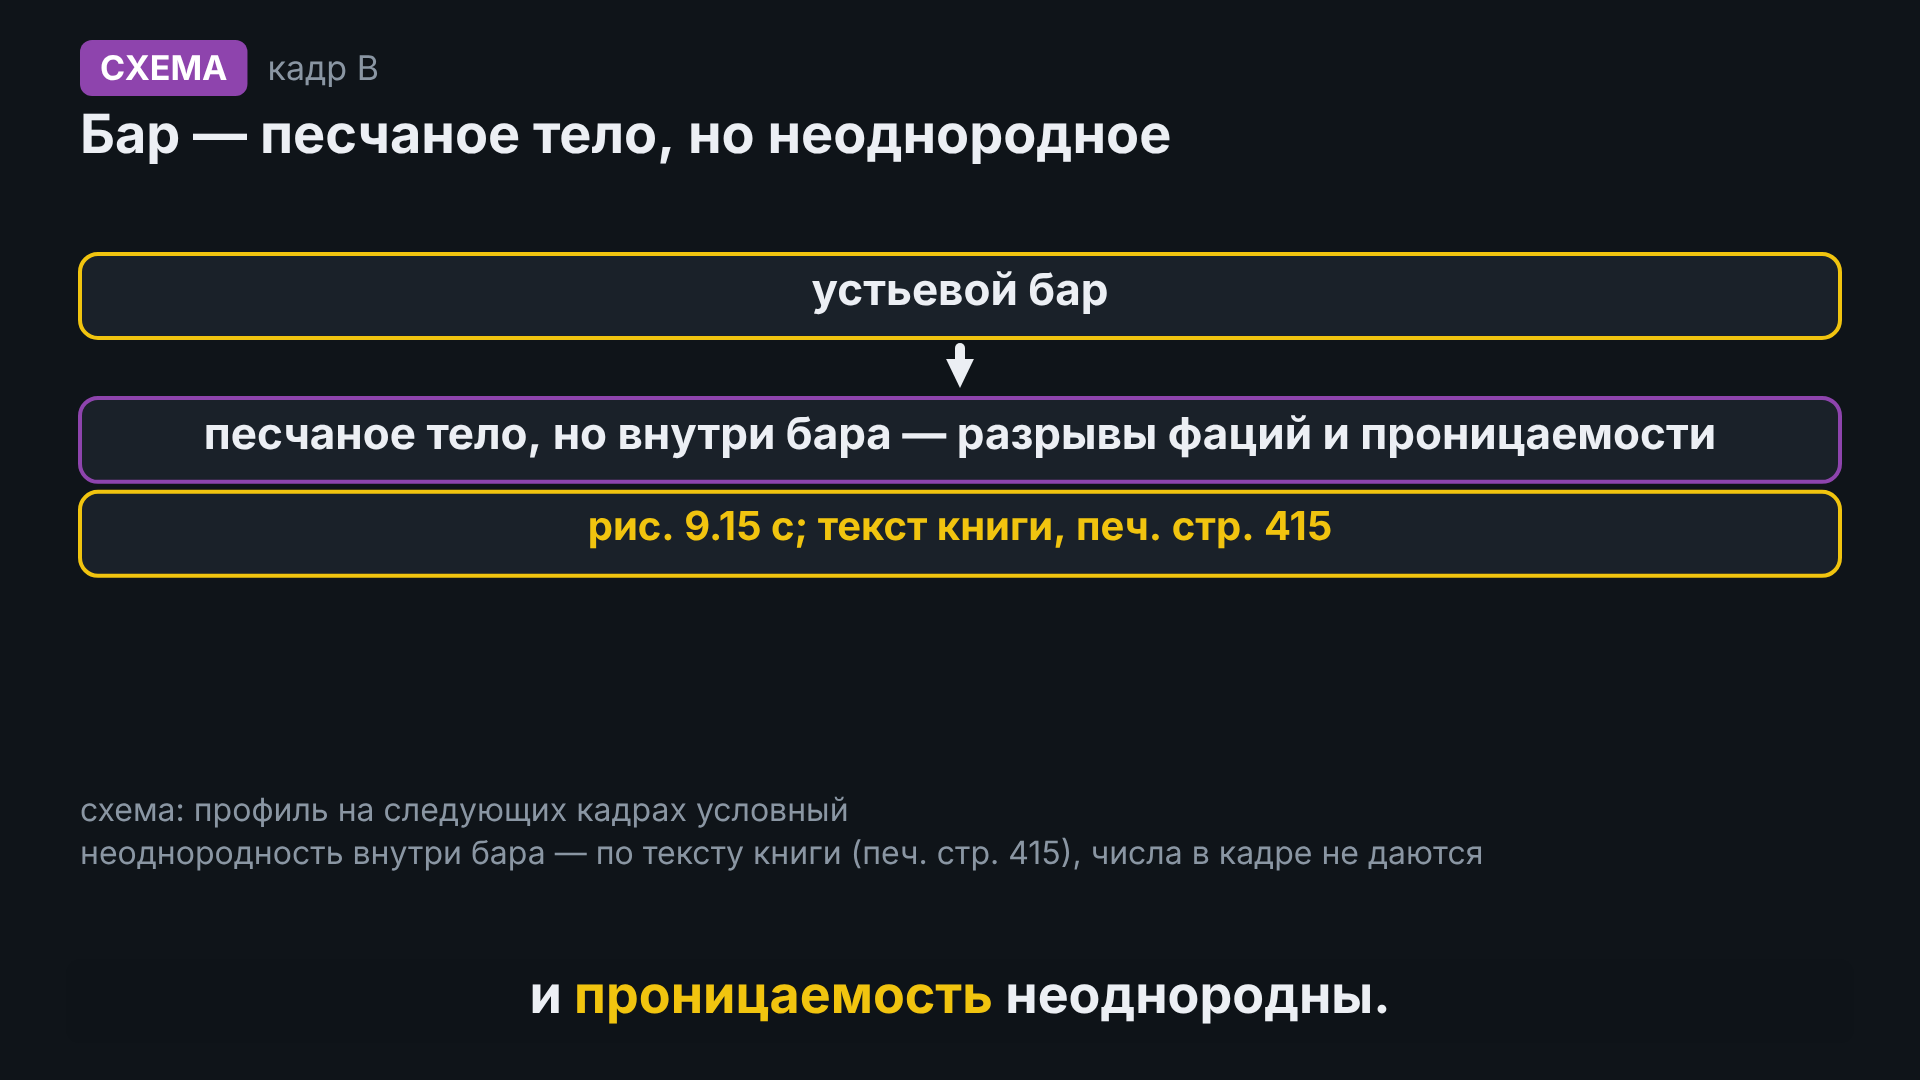 СХЕМА кадр В
Бар — песчаное тело, но неоднородное
устьевой бар
песчаное тело, но внутри бара — разрывы фаций и проницаемости
рис. 9.15 c; текст книги, печ. стр. 415
схема: профиль на следующих кадрах условный
неоднородность внутри бара — по тексту книги (печ. стр. 415), числа в кадре не даются
и проницаемость неоднородны.